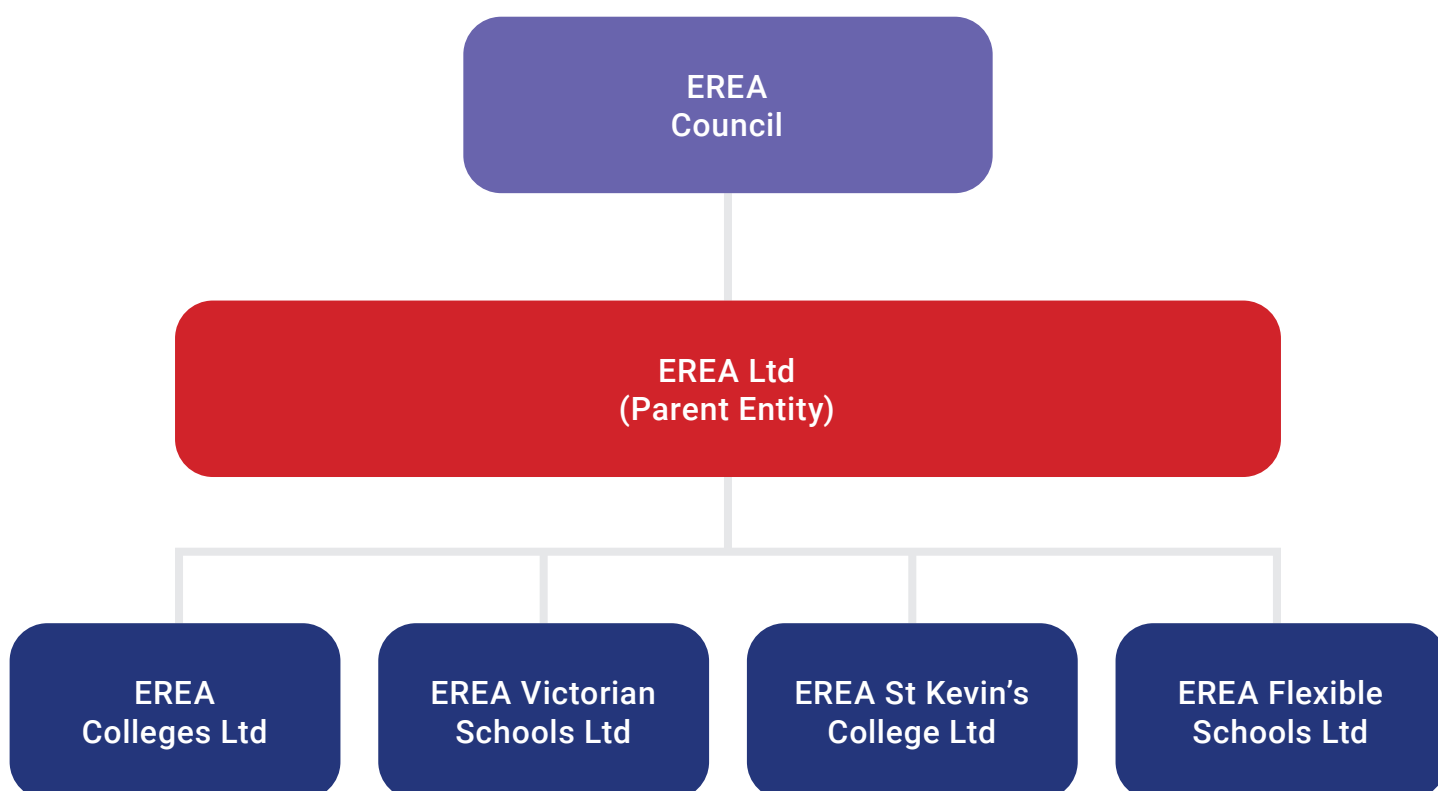 EREA
Council
EREA Ltd
(Parent Entity)
EREA
Colleges Ltd
EREA Victorian
Schools Ltd
EREA St Kevin’s
College Ltd
EREA Flexible
Schools Ltd